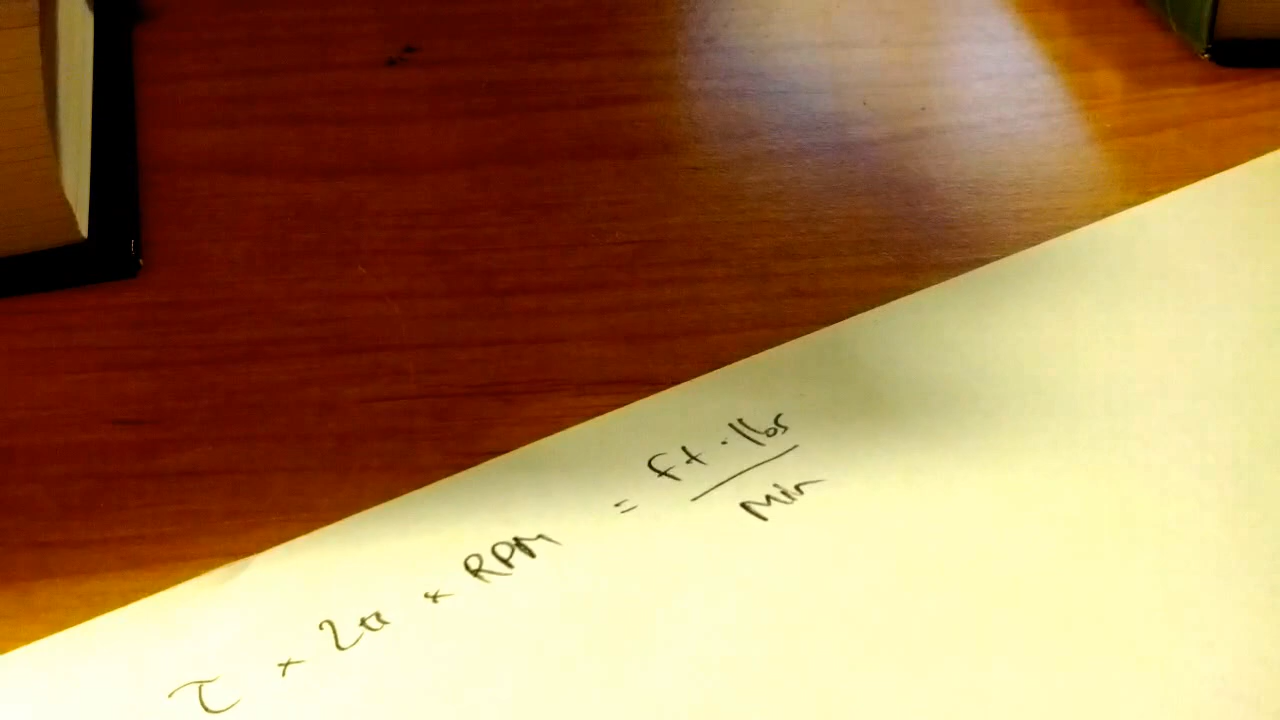 τ × 2π × RPM = ft·lbs / Min